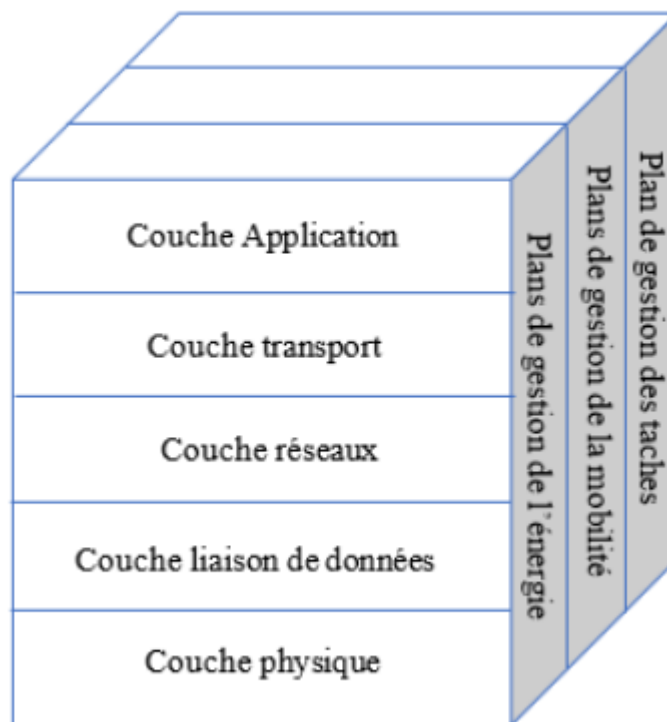 Couche Application
Couche transport
Couche réseaux
Couche liaison de données
Couche physique
Plans de gestion de l'énergie
Plans de gestion de la mobilité
Plan de gestion des taches